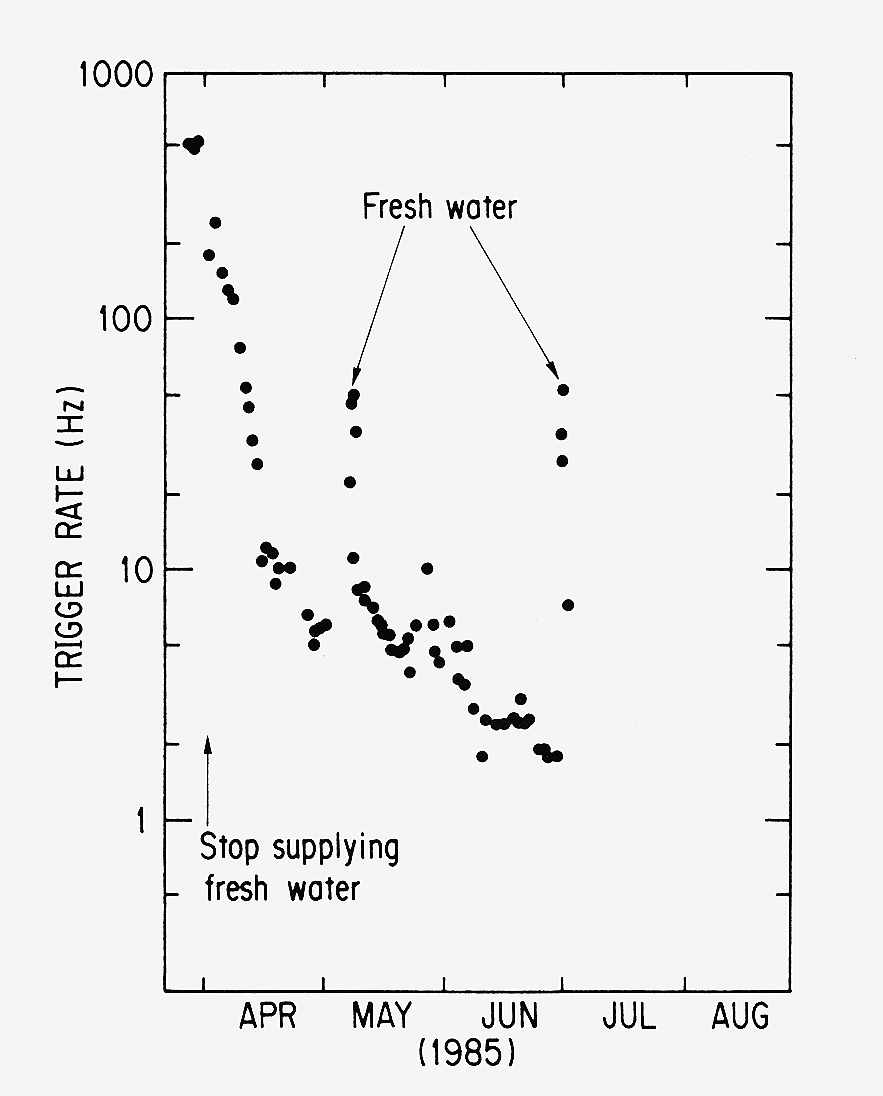 1000
Fresh water
100
TRIGGER RATE (Hz)
10
1
Stop supplying
fresh water
APR MAY JUN JUL AUG
(1985)